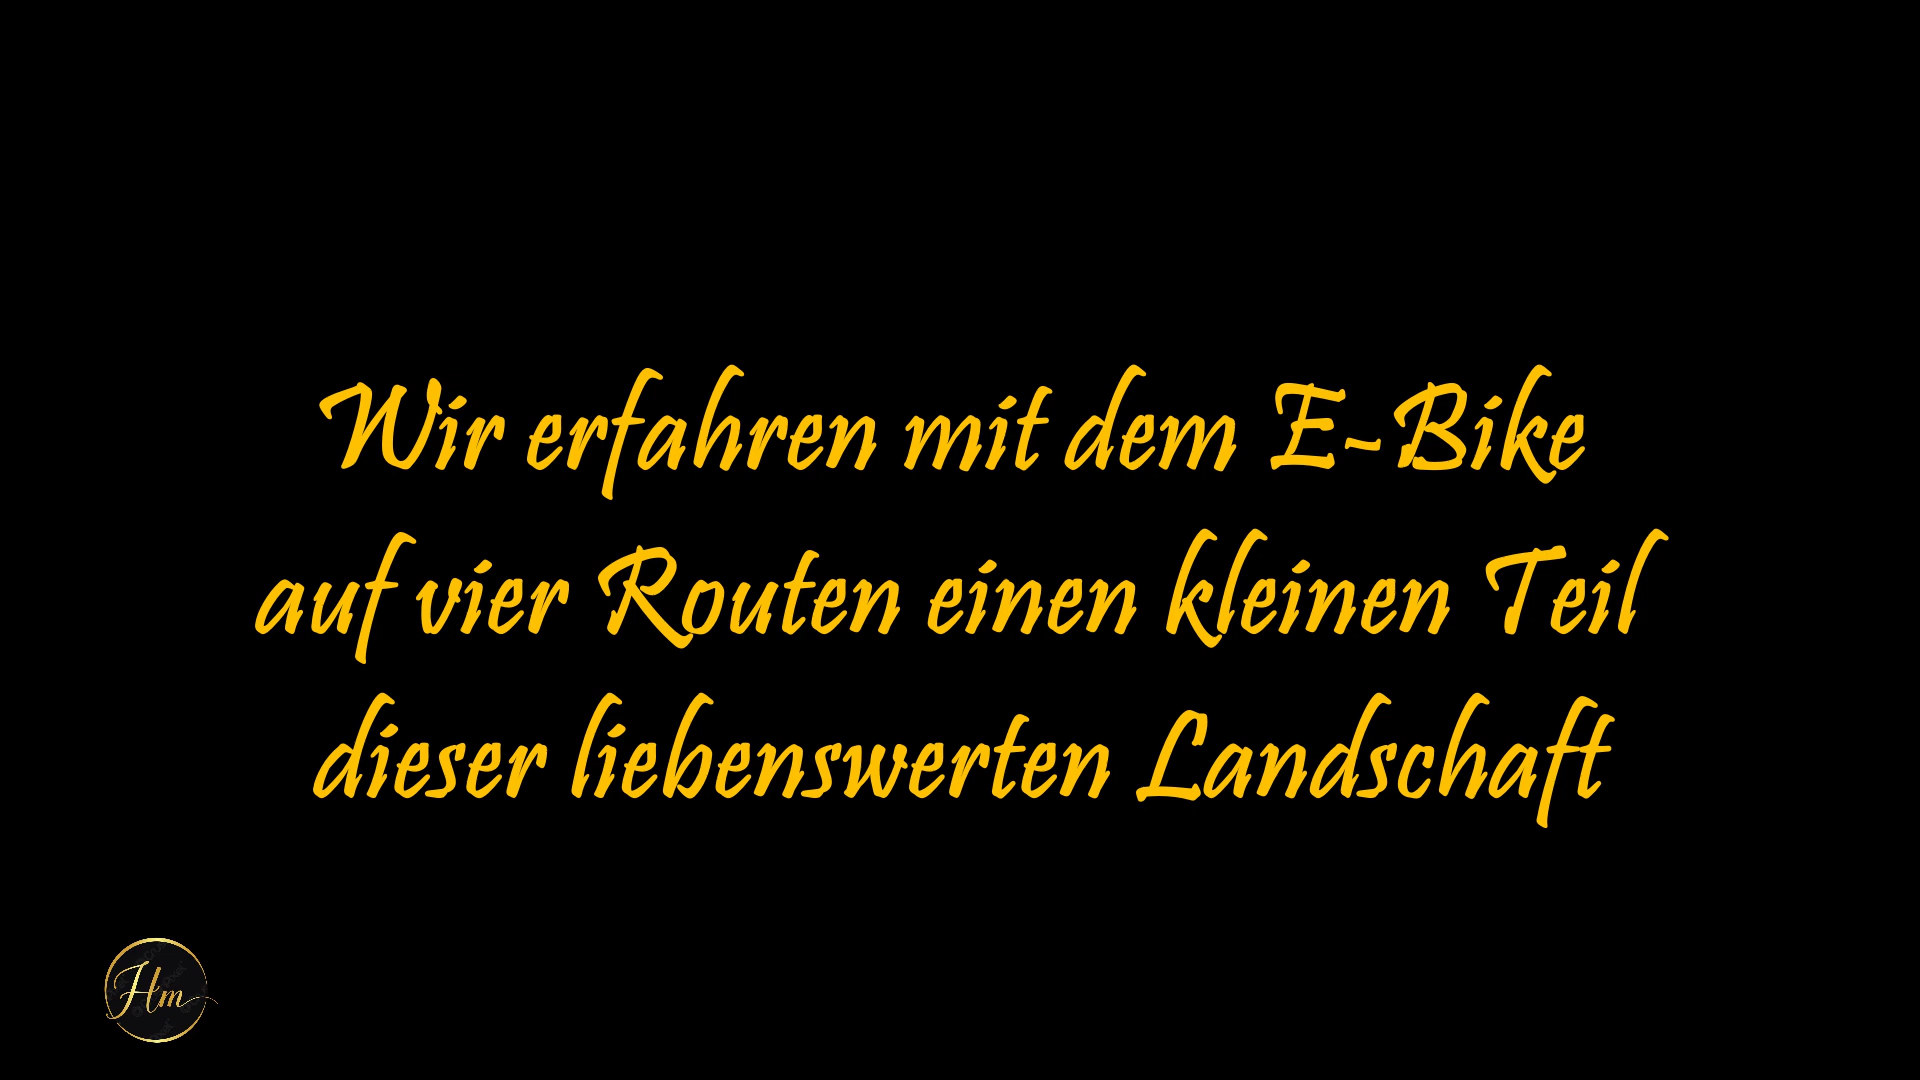 Wir erfahren mit dem E-Bike
auf vier Routen einen kleinen Teil
dieser liebenswerten Landschaft
Hm